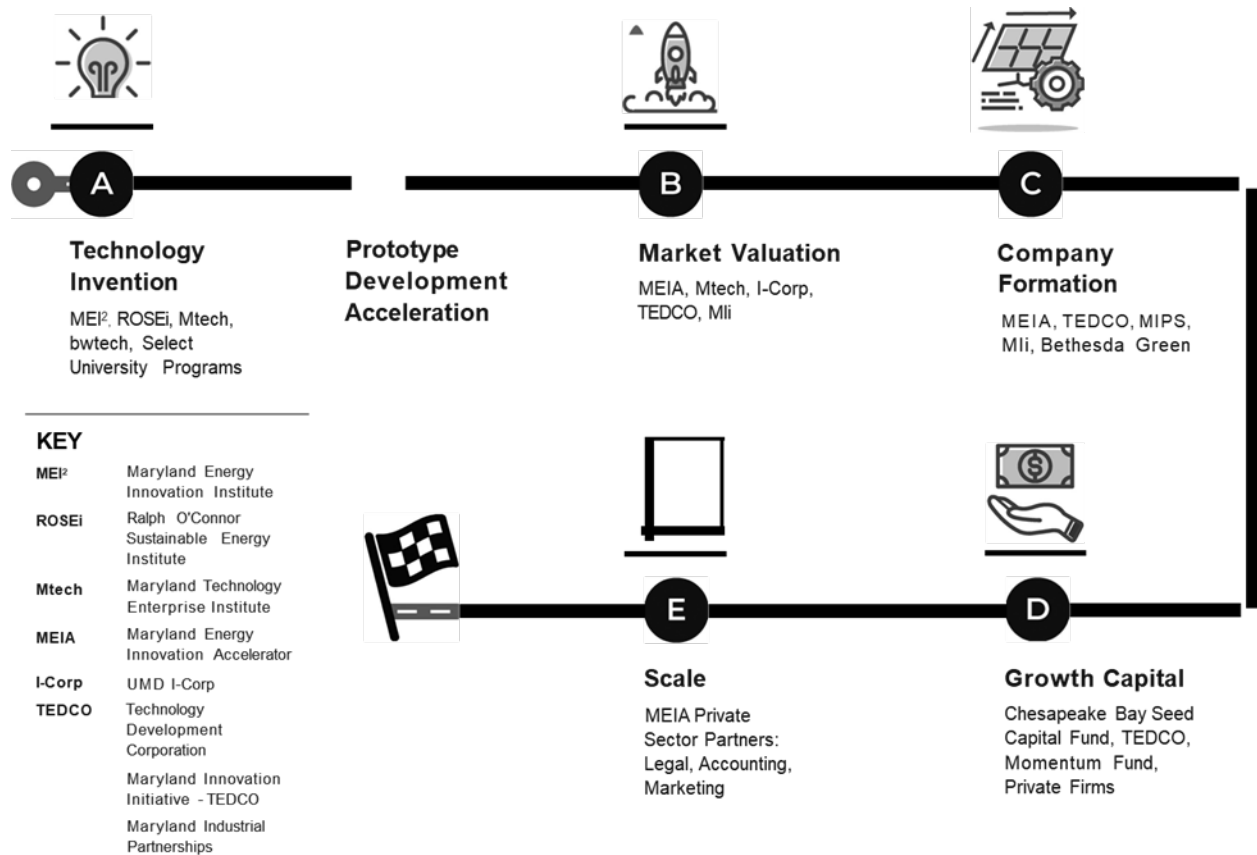 A
Technology
Invention
MEI², ROSEi, Mtech,
bwtech, Select
University Programs
Prototype
Development
Acceleration
B
Market Valuation
MEIA, Mtech, I-Corp,
TEDCO, Mli
C
Company
Formation
MEIA, TEDCO, MIPS,
Mli, Bethesda Green
KEY
MEI² Maryland Energy
Innovation Institute
ROSEi Ralph O'Connor
Sustainable Energy
Institute
Mtech Maryland Technology
Enterprise Institute
MEIA Maryland Energy
Innovation Accelerator
I-Corp UMD I-Corp
TEDCO Technology
Development
Corporation
Maryland Innovation
Initiative - TEDCO
Maryland Industrial
Partnerships
E
Scale
MEIA Private
Sector Partners:
Legal, Accounting,
Marketing
$
D
Growth Capital
Chesapeake Bay Seed
Capital Fund, TEDCO,
Momentum Fund,
Private Firms